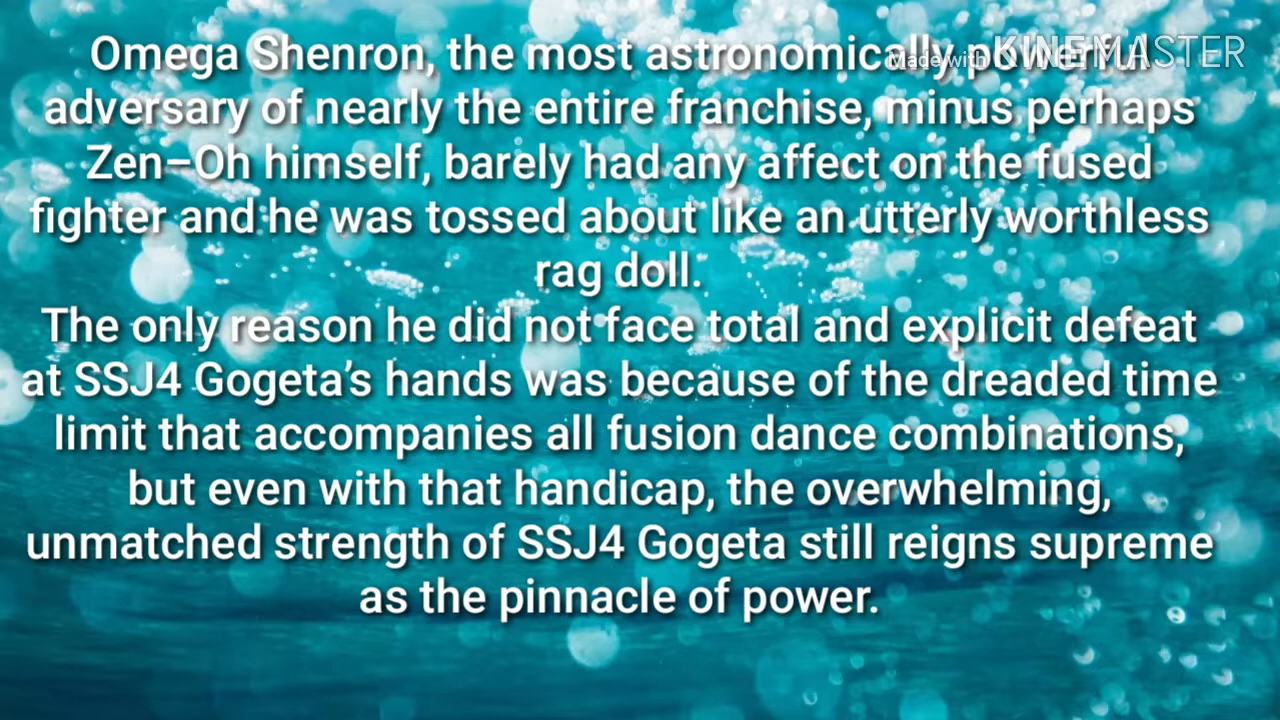 Omega Shenron, the most astronomically powerful
Made with KINEMASTER
adversary of nearly the entire franchise, minus perhaps
Zen–Oh himself, barely had any affect on the fused
fighter and he was tossed about like an utterly worthless
rag doll.
The only reason he did not face total and explicit defeat
at SSJ4 Gogeta’s hands was because of the dreaded time
limit that accompanies all fusion dance combinations,
but even with that handicap, the overwhelming,
unmatched strength of SSJ4 Gogeta still reigns supreme
as the pinnacle of power.